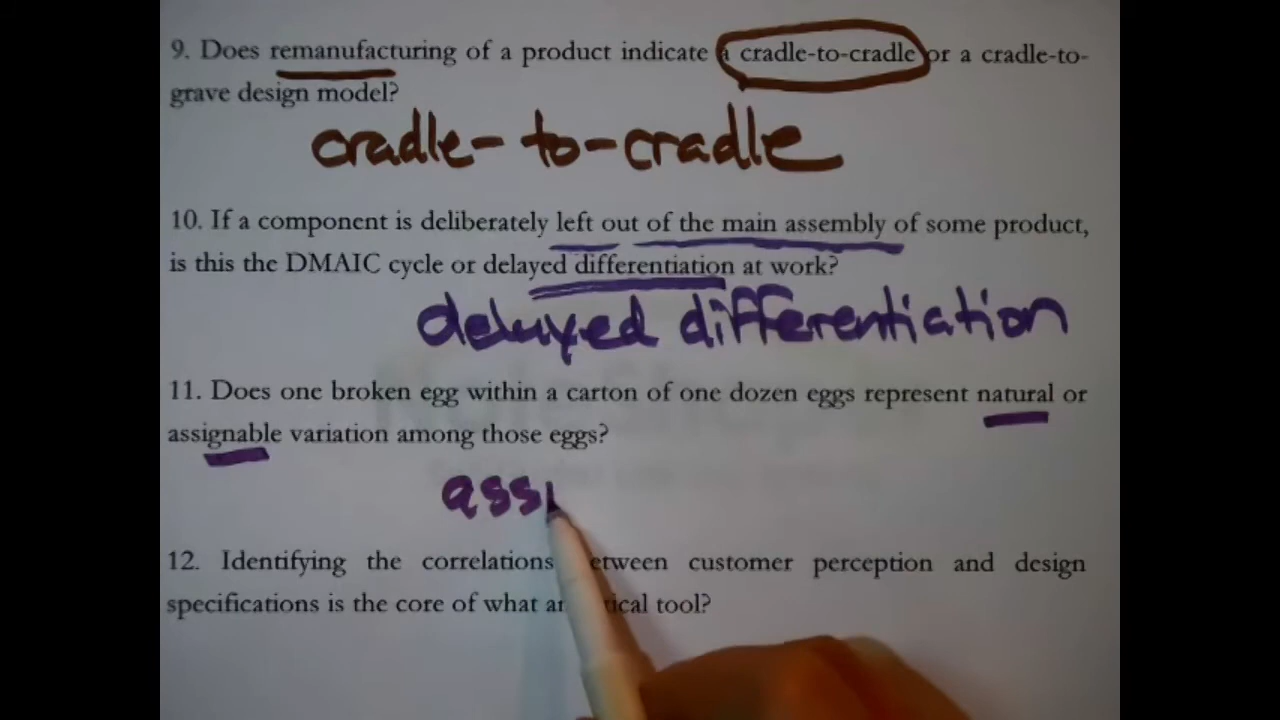 9. Does remanufacturing of a product indicate a cradle-to-cradle or a cradle-to-
grave design model?
cradle-to-cradle
10. If a component is deliberately left out of the main assembly of some product,
is this the DMAIC cycle or delayed differentiation at work?
delayed differentiation
11. Does one broken egg within a carton of one dozen eggs represent natural or
assignable variation among those eggs?
assi
12. Identifying the correlations etween customer perception and design
specifications is the core of what tool?